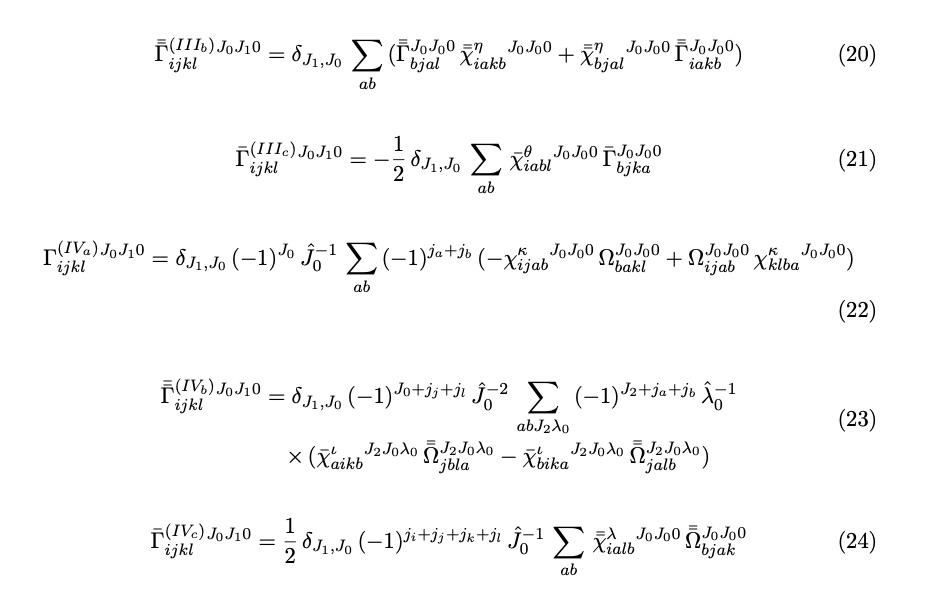 $$\bar{\bar{\Gamma}}^{(III_b)J_0J_10}_{ijkl} = \delta_{J_1,J_0} \sum_{ab} (\bar{\bar{\Gamma}}^{J_0J_00}_{bjal} \bar{\bar{\chi}}^{\eta}_{iakb}{}^{J_0J_00} + \bar{\bar{\chi}}^{\eta}_{bjal}{}^{J_0J_00} \bar{\bar{\Gamma}}^{J_0J_00}_{iakb}) \quad (20)$$
$$\bar{\Gamma}^{(III_c)J_0J_10}_{ijkl} = -\frac{1}{2} \delta_{J_1,J_0} \sum_{ab} \bar{\chi}^{\theta}_{iabl}{}^{J_0J_00} \bar{\Gamma}^{J_0J_00}_{bjka} \quad (21)$$
$$\Gamma^{(IV_a)J_0J_10}_{ijkl} = \delta_{J_1,J_0} (-1)^{J_0} \hat{J}_0^{-1} \sum_{ab} (-1)^{j_a+j_b} (-\chi^{\kappa}_{ijab}{}^{J_0J_00} \Omega^{J_0J_00}_{bakl} + \Omega^{J_0J_00}_{ijab} \chi^{\kappa}_{klba}{}^{J_0J_00})$$
(22)
$$\bar{\bar{\Gamma}}^{(IV_b)J_0J_10}_{ijkl} = \delta_{J_1,J_0} (-1)^{J_0+j_j+j_l} \hat{J}_0^{-2} \sum_{abJ_2\lambda_0} (-1)^{J_2+j_a+j_b} \hat{\lambda}_0^{-1}$$
(23)
$$\times (\bar{\chi}^{\iota}_{aikb}{}^{J_2J_0\lambda_0} \bar{\bar{\Omega}}^{J_2J_0\lambda_0}_{jbla} - \bar{\chi}^{\iota}_{bika}{}^{J_2J_0\lambda_0} \bar{\bar{\Omega}}^{J_2J_0\lambda_0}_{jalb})$$
$$\bar{\Gamma}^{(IV_c)J_0J_10}_{ijkl} = \frac{1}{2} \delta_{J_1,J_0} (-1)^{j_i+j_j+j_k+j_l} \hat{J}_0^{-1} \sum_{ab} \bar{\bar{\chi}}^{\lambda}_{ialb}{}^{J_0J_00} \bar{\bar{\Omega}}^{J_0J_00}_{bjak} \quad (24)$$